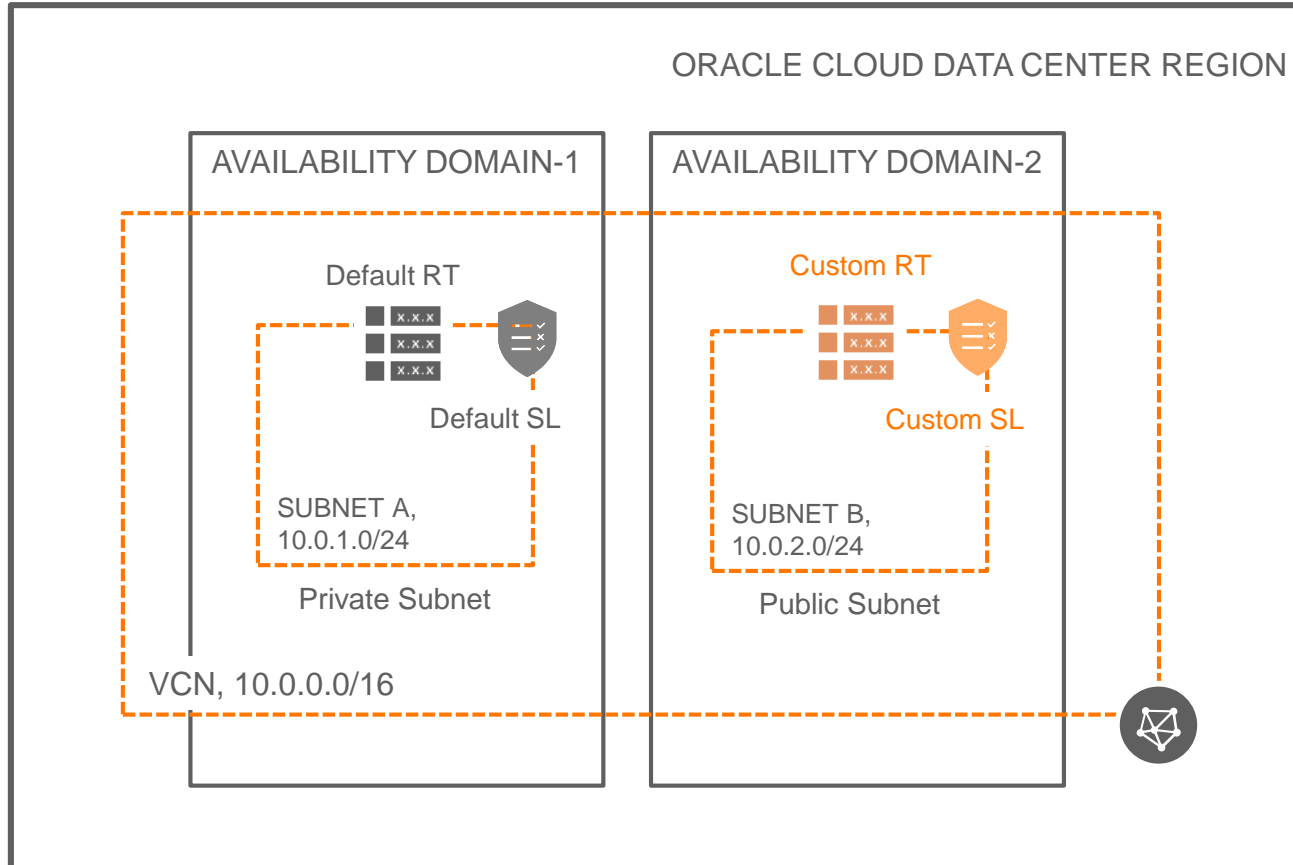 ORACLE CLOUD DATA CENTER REGION
AVAILABILITY DOMAIN-1
Default RT
x.x.x
x.x.x
x.x.x
Default SL
SUBNET A,
10.0.1.0/24
Private Subnet
AVAILABILITY DOMAIN-2
Custom RT
x.x.x
x.x.x
x.x.x
Custom SL
SUBNET B,
10.0.2.0/24
Public Subnet
VCN, 10.0.0.0/16